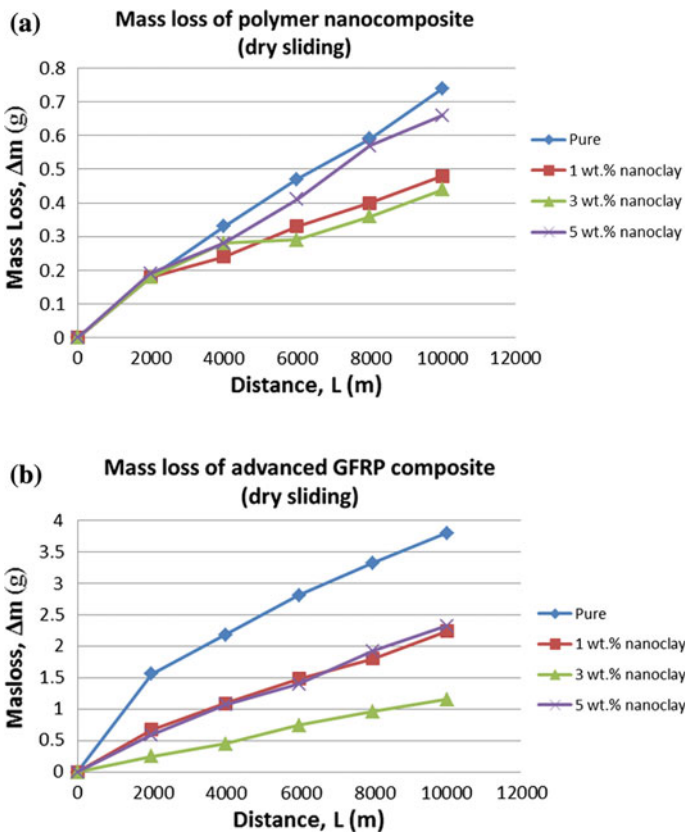 (a)
Mass loss of polymer nanocomposite
(dry sliding)
Mass Loss, Δm (g)
0.8
0.7
0.6
0.5
0.4
0.3
0.2
0.1
0
0 2000 4000 6000 8000 10000 12000
Distance, L (m)
Pure
1 wt.% nanoclay
3 wt.% nanoclay
5 wt.% nanoclay
(b)
Mass loss of advanced GFRP composite
(dry sliding)
Masloss, Δm (g)
4
3.5
3
2.5
2
1.5
1
0.5
0
0 2000 4000 6000 8000 10000 12000
Distance, L (m)
Pure
1 wt.% nanoclay
3 wt.% nanoclay
5 wt.% nanoclay